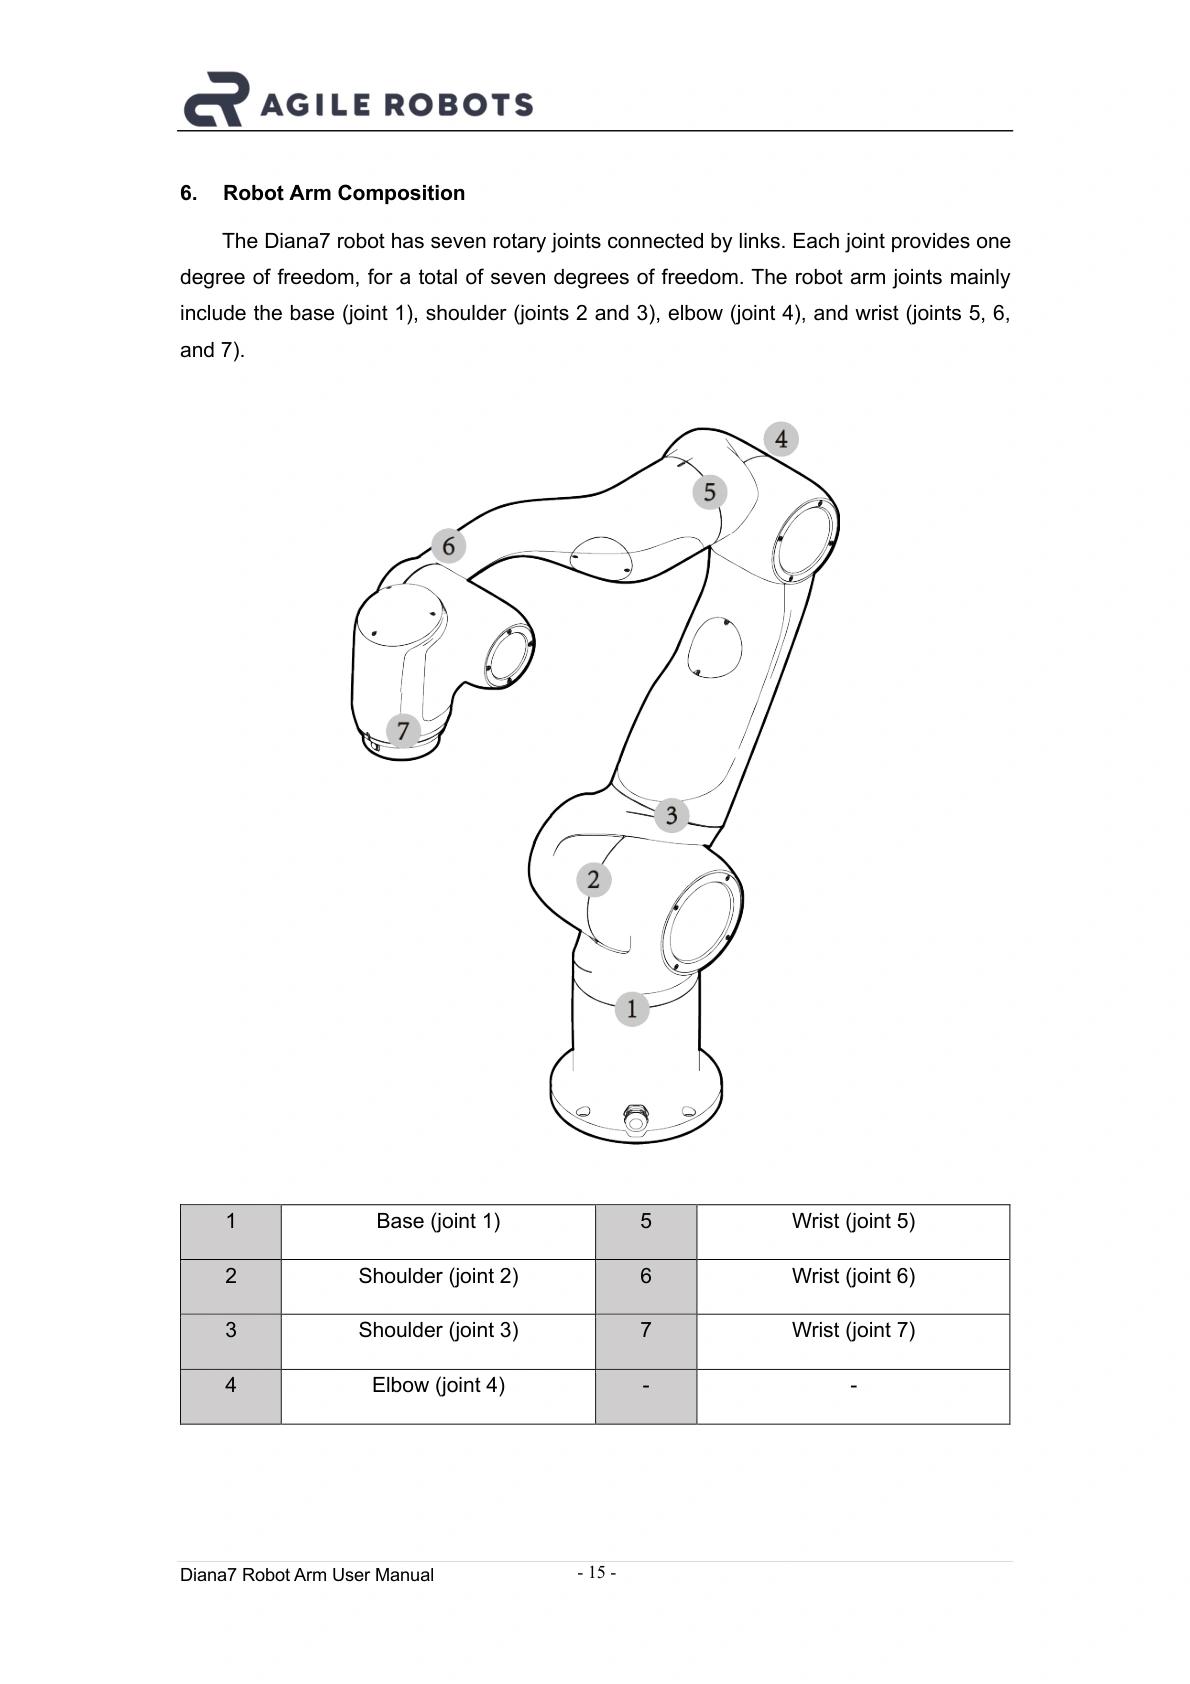 AGILE ROBOTS
6. Robot Arm Composition
The Diana7 robot has seven rotary joints connected by links. Each joint provides one
degree of freedom, for a total of seven degrees of freedom. The robot arm joints mainly
include the base (joint 1), shoulder (joints 2 and 3), elbow (joint 4), and wrist (joints 5, 6,
and 7).
4
5
6
7
3
2
1
1 Base (joint 1) 5 Wrist (joint 5)
2 Shoulder (joint 2) 6 Wrist (joint 6)
3 Shoulder (joint 3) 7 Wrist (joint 7)
4 Elbow (joint 4) - -
Diana7 Robot Arm User Manual - 15 -